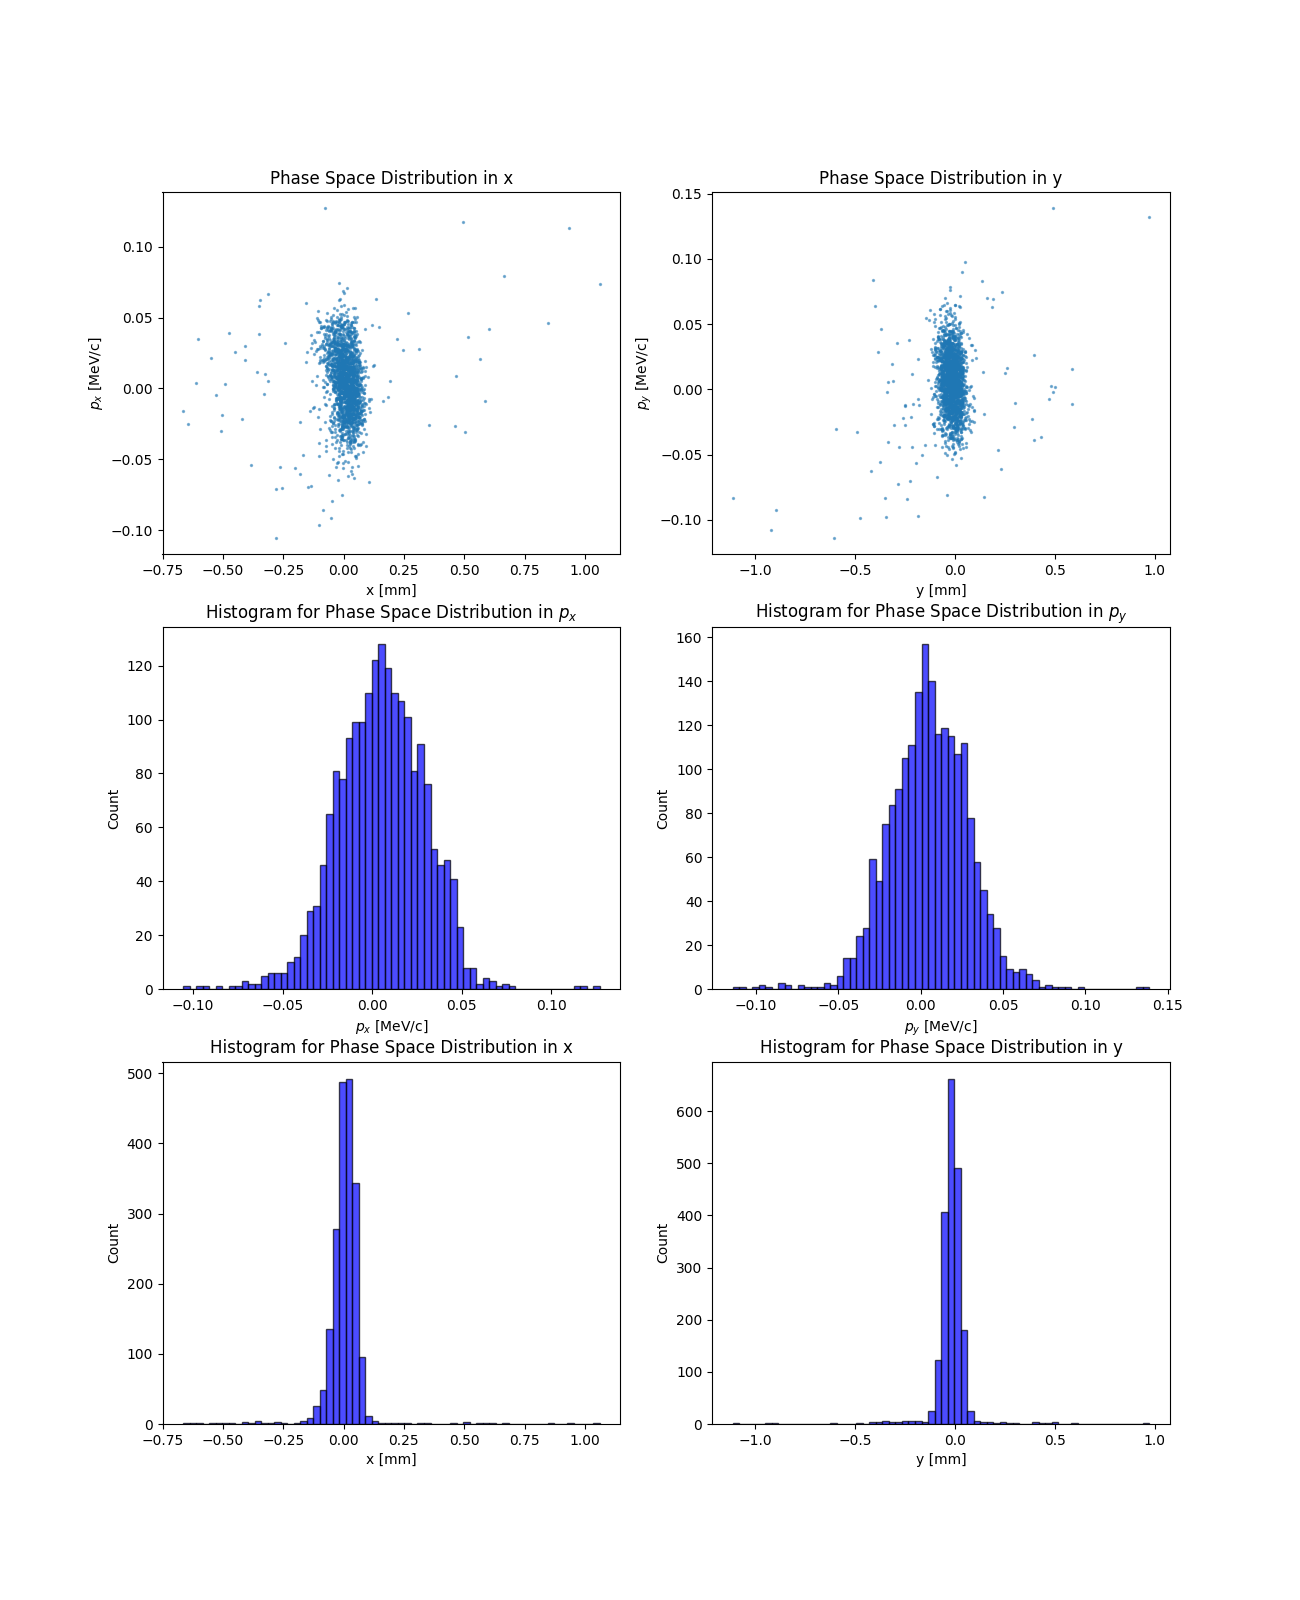 Phase Space Distribution in x
0.10
0.05
0.00
−0.05
−0.10
p_x [MeV/c]
−0.75 −0.50 −0.25 0.00 0.25 0.50 0.75 1.00
x [mm]
Phase Space Distribution in y
0.15
0.10
0.05
0.00
−0.05
−0.10
p_y [MeV/c]
−1.0 −0.5 0.0 0.5 1.0
y [mm]
Histogram for Phase Space Distribution in p_x
120
100
80
60
40
20
0
Count
−0.10 −0.05 0.00 0.05 0.10
p_x [MeV/c]
Histogram for Phase Space Distribution in p_y
160
140
120
100
80
60
40
20
0
Count
−0.10 −0.05 0.00 0.05 0.10 0.15
p_y [MeV/c]
Histogram for Phase Space Distribution in x
500
400
300
200
100
0
Count
−0.75 −0.50 −0.25 0.00 0.25 0.50 0.75 1.00
x [mm]
Histogram for Phase Space Distribution in y
600
500
400
300
200
100
0
Count
−1.0 −0.5 0.0 0.5 1.0
y [mm]